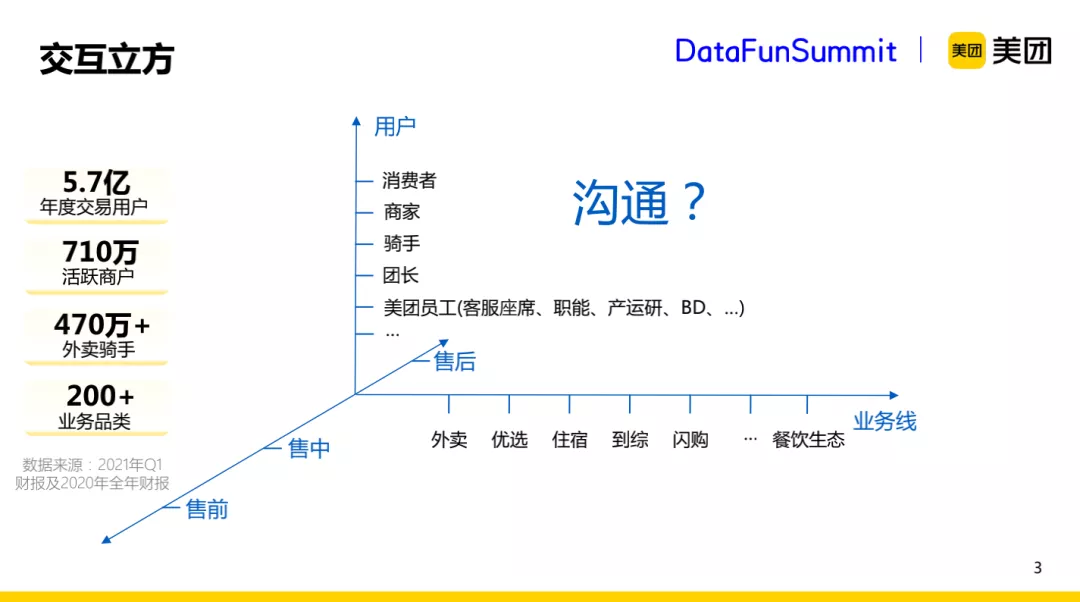 交互立方
DataFunSummit
美团 美团
用户
5.7亿
年度交易用户
710万
活跃商户
470万+
外卖骑手
200+
业务品类
数据来源：2021年Q1
财报及2020年全年财报
消费者
商家
骑手
团长
美团员工(客服座席、职能、产运研、BD、…)
…
沟通？
售后
售中
售前
业务线
外卖 优选 住宿 到综 闪购 … 餐饮生态
3